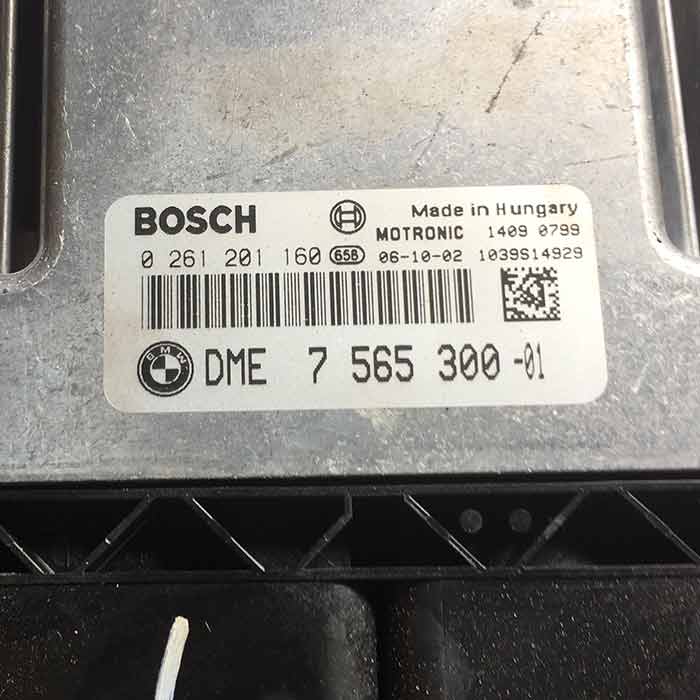 BOSCH Made in Hungary
MOTRONIC 1409 0799
0 261 201 160 658 06-10-02 1039S14929
BMW DME 7 565 300-01